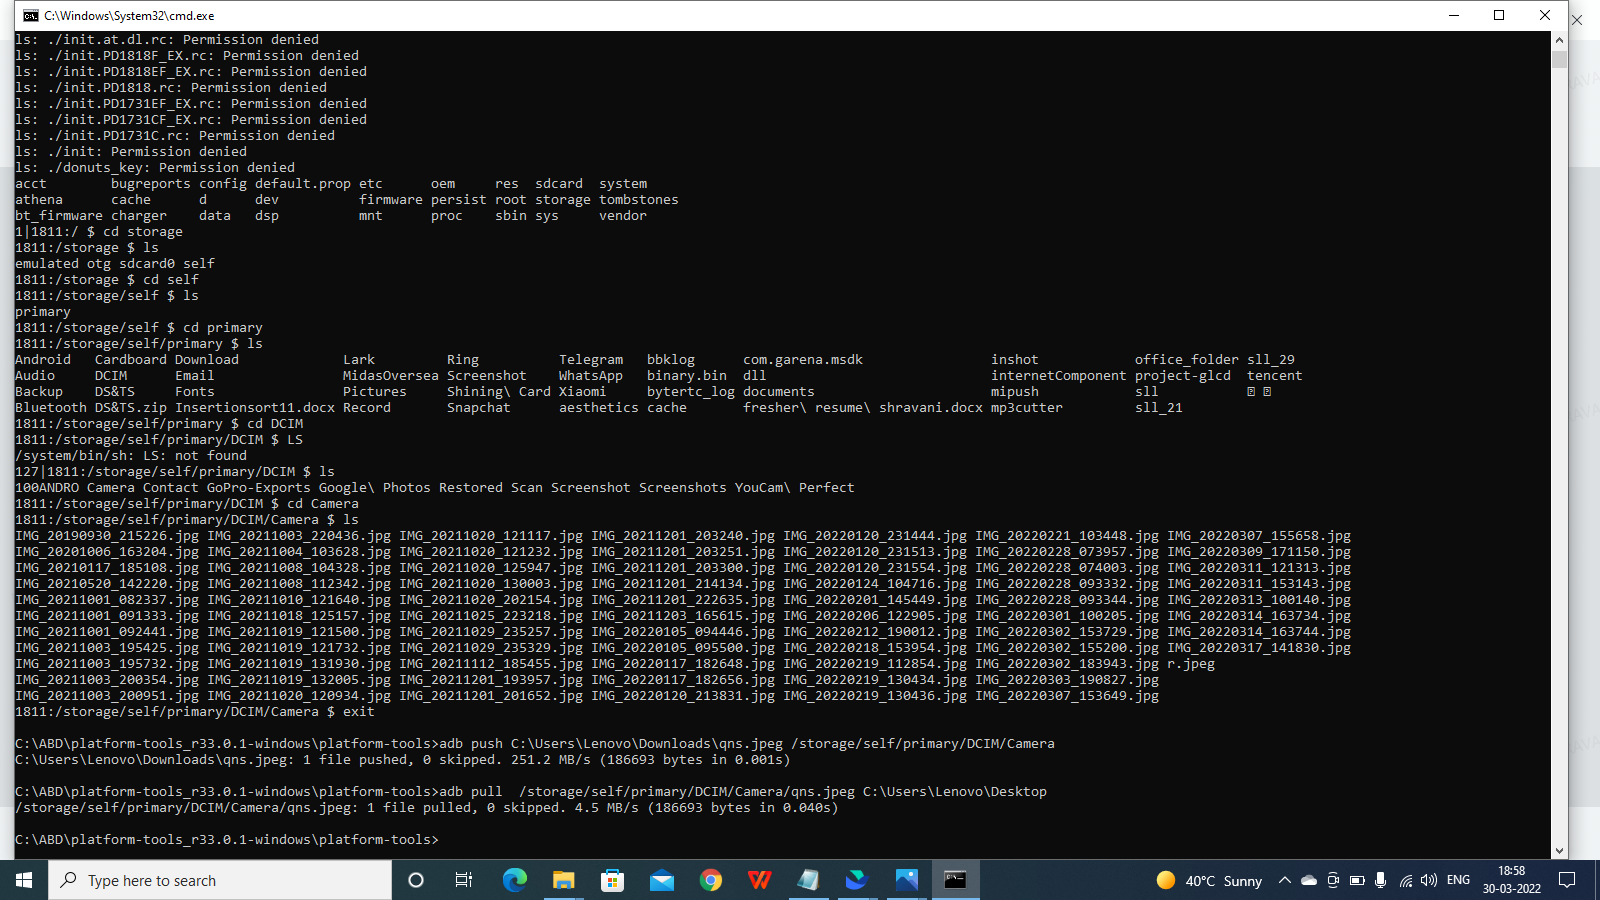 C:\Windows\System32\cmd.exe
ls: ./init.at.dl.rc: Permission denied
ls: ./init.PD1818F_EX.rc: Permission denied
ls: ./init.PD1818EF_EX.rc: Permission denied
ls: ./init.PD1818.rc: Permission denied
ls: ./init.PD1731EF_EX.rc: Permission denied
ls: ./init.PD1731CF_EX.rc: Permission denied
ls: ./init.PD1731C.rc: Permission denied
ls: ./init: Permission denied
ls: ./donuts_key: Permission denied
acct        bugreports config default.prop etc      oem     res  sdcard  system
athena      cache      d      dev          firmware persist root storage tombstones
bt_firmware charger    data   dsp          mnt      proc    sbin sys     vendor
1|1811:/ $ cd storage
1811:/storage $ ls
emulated otg sdcard0 self
1811:/storage $ cd self
1811:/storage/self $ ls
primary
1811:/storage/self $ cd primary
1811:/storage/self/primary $ ls
Android   Cardboard Download             Lark         Ring          Telegram   bbklog      com.garena.msdk                inshot            office_folder sll_29
Audio     DCIM      Email                MidasOversea Screenshot    WhatsApp   binary.bin  dll                            internetComponent project-glcd  tencent
Backup    DS&TS     Fonts                Pictures     Shining\ Card Xiaomi     bytertc_log documents                      mipush            sll
Bluetooth DS&TS.zip Insertionsort11.docx Record       Snapchat      aesthetics cache       fresher\ resume\ shravani.docx mp3cutter         sll_21
1811:/storage/self/primary $ cd DCIM
1811:/storage/self/primary/DCIM $ LS
/system/bin/sh: LS: not found
127|1811:/storage/self/primary/DCIM $ ls
100ANDRO Camera Contact GoPro-Exports Google\ Photos Restored Scan Screenshot Screenshots YouCam\ Perfect
1811:/storage/self/primary/DCIM $ cd Camera
1811:/storage/self/primary/DCIM/Camera $ ls
IMG_20190930_215226.jpg IMG_20211003_220436.jpg IMG_20211020_121117.jpg IMG_20211201_203240.jpg IMG_20220120_231444.jpg IMG_20220221_103448.jpg IMG_20220307_155658.jpg
IMG_20201006_163204.jpg IMG_20211004_103628.jpg IMG_20211020_121232.jpg IMG_20211201_203251.jpg IMG_20220120_231513.jpg IMG_20220228_073957.jpg IMG_20220309_171150.jpg
IMG_20210117_185108.jpg IMG_20211008_104328.jpg IMG_20211020_125947.jpg IMG_20211201_203300.jpg IMG_20220120_231554.jpg IMG_20220228_074003.jpg IMG_20220311_121313.jpg
IMG_20210520_142220.jpg IMG_20211008_112342.jpg IMG_20211020_130003.jpg IMG_20211201_214134.jpg IMG_20220124_104716.jpg IMG_20220228_093332.jpg IMG_20220311_153143.jpg
IMG_20211001_082337.jpg IMG_20211010_121640.jpg IMG_20211020_202154.jpg IMG_20211201_222635.jpg IMG_20220201_145449.jpg IMG_20220228_093344.jpg IMG_20220313_100140.jpg
IMG_20211001_091333.jpg IMG_20211018_125157.jpg IMG_20211025_223218.jpg IMG_20211203_165615.jpg IMG_20220206_122905.jpg IMG_20220301_100205.jpg IMG_20220314_163734.jpg
IMG_20211001_092441.jpg IMG_20211019_121500.jpg IMG_20211029_235257.jpg IMG_20220105_094446.jpg IMG_20220212_190012.jpg IMG_20220302_153729.jpg IMG_20220314_163744.jpg
IMG_20211003_195425.jpg IMG_20211019_121732.jpg IMG_20211029_235329.jpg IMG_20220105_095500.jpg IMG_20220218_153954.jpg IMG_20220302_155200.jpg IMG_20220317_141830.jpg
IMG_20211003_195732.jpg IMG_20211019_131930.jpg IMG_20211112_185455.jpg IMG_20220117_182648.jpg IMG_20220219_112854.jpg IMG_20220302_183943.jpg r.jpeg
IMG_20211003_200354.jpg IMG_20211019_132005.jpg IMG_20211201_193957.jpg IMG_20220117_182656.jpg IMG_20220219_130434.jpg IMG_20220303_190827.jpg
IMG_20211003_200951.jpg IMG_20211020_120934.jpg IMG_20211201_201652.jpg IMG_20220120_213831.jpg IMG_20220219_130436.jpg IMG_20220307_153649.jpg
1811:/storage/self/primary/DCIM/Camera $ exit
C:\ABD\platform-tools_r33.0.1-windows\platform-tools>adb push C:\Users\Lenovo\Downloads\qns.jpeg /storage/self/primary/DCIM/Camera
C:\Users\Lenovo\Downloads\qns.jpeg: 1 file pushed, 0 skipped. 251.2 MB/s (186693 bytes in 0.001s)
C:\ABD\platform-tools_r33.0.1-windows\platform-tools>adb pull  /storage/self/primary/DCIM/Camera/qns.jpeg C:\Users\Lenovo\Desktop
/storage/self/primary/DCIM/Camera/qns.jpeg: 1 file pulled, 0 skipped. 4.5 MB/s (186693 bytes in 0.040s)
C:\ABD\platform-tools_r33.0.1-windows\platform-tools>
Type here to search
40°C Sunny
ENG
18:58
30-03-2022